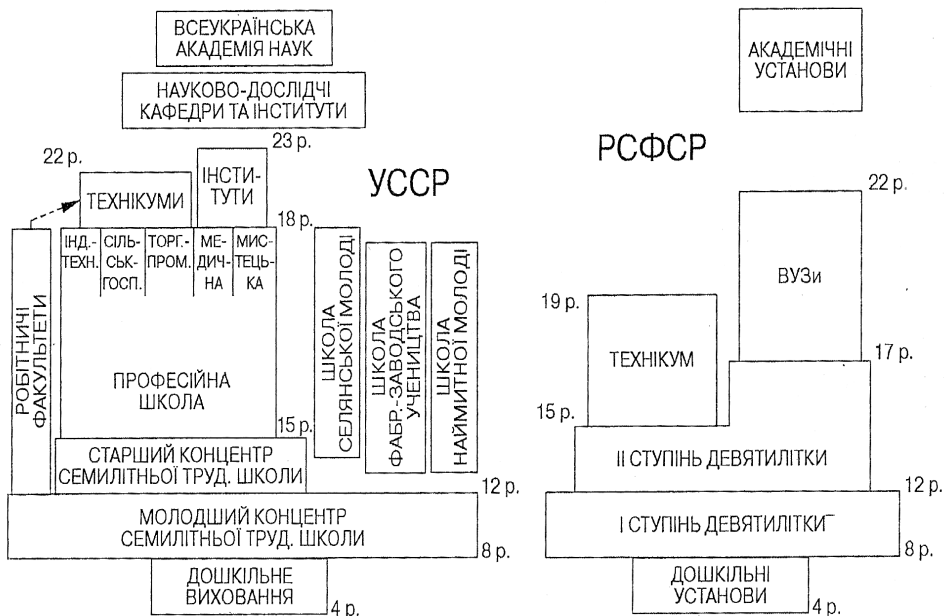 ВСЕУКРАЇНСЬКА
АКАДЕМІЯ НАУК
НАУКОВО-ДОСЛІДЧІ
КАФЕДРИ ТА ІНСТИТУТИ
УССР
22 р.
23 р.
ТЕХНІКУМИ
ІНСТИ-
ТУТИ
18 р.
ІНД.-
ТЕХН.
СІЛЬ-
СЬК-
ГОСП.
ТОРГ.-
ПРОМ.
МЕ-
ДИЧ-
НА
МИС-
ТЕЦЬ-
КА
РОБІТНИЧІ
ФАКУЛЬТЕТИ
ПРОФЕСІЙНА
ШКОЛА
ШКОЛА
СЕЛЯНСЬКОЇ МОЛОДІ
ШКОЛА
ФАБР.-ЗАВОДСЬКОГО
УЧЕНИЦТВА
ШКОЛА
НАЙМИТНОЇ МОЛОДІ
15 р.
СТАРШИЙ КОНЦЕНТР
СЕМИЛІТНЬОЇ ТРУД. ШКОЛИ
12 р.
МОЛОДШИЙ КОНЦЕНТР
СЕМИЛІТНЬОЇ ТРУД. ШКОЛИ
8 р.
ДОШКІЛЬНЕ
ВИХОВАННЯ
4 р.
АКАДЕМІЧНІ
УСТАНОВИ
РСФСР
22 р.
ВУЗи
19 р.
ТЕХНІКУМ
17 р.
15 р.
ІІ СТУПІНЬ ДЕВЯТИЛІТКИ
12 р.
І СТУПІНЬ ДЕВЯТИЛІТКИ
8 р.
ДОШКІЛЬНІ
УСТАНОВИ
4 р.